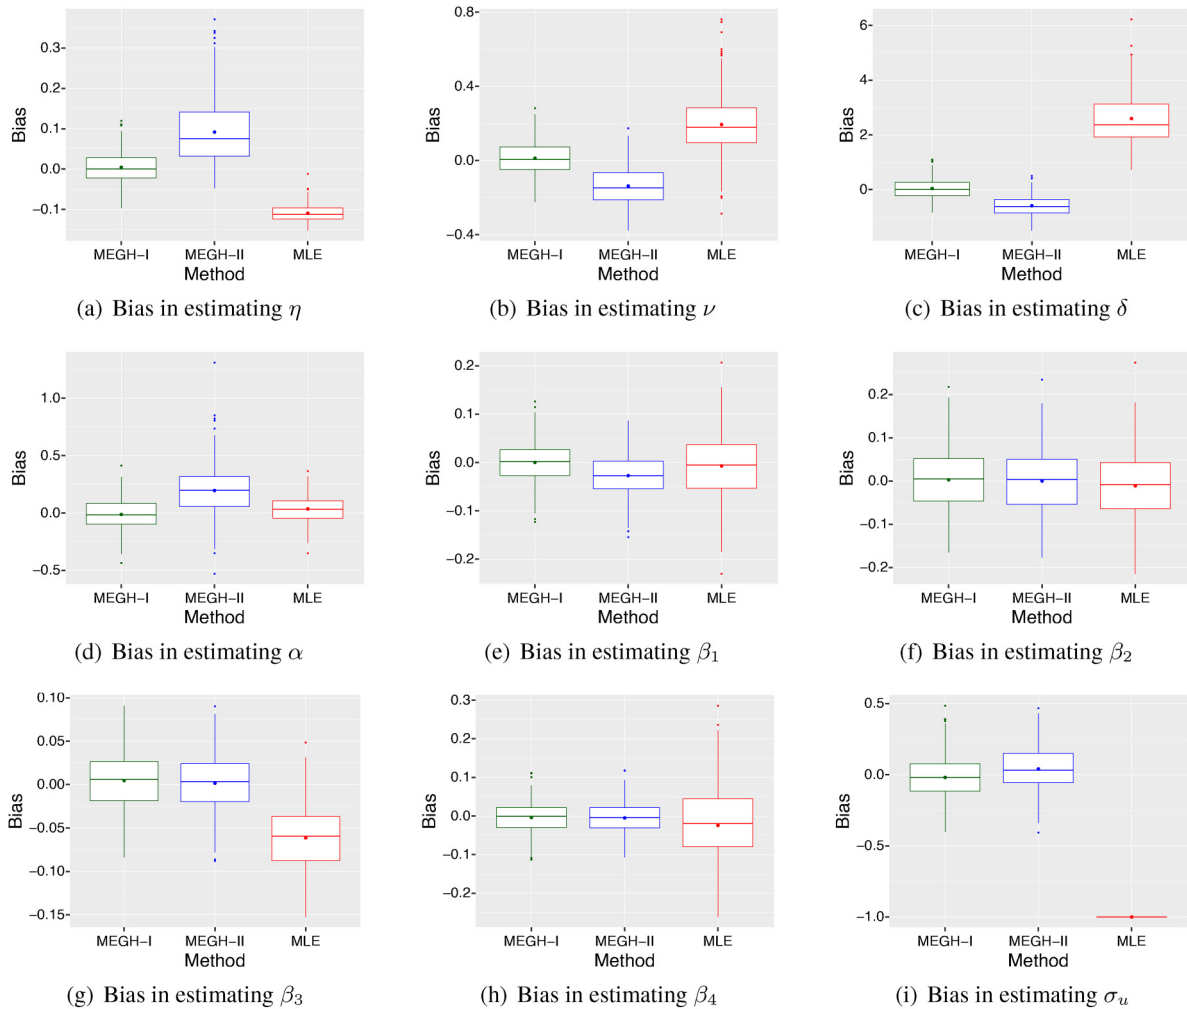 0.3
0.2
0.1
0.0
−0.1
Bias
MEGH−I MEGH−II MLE
Method
(a) Bias in estimating η
0.8
0.4
0.0
−0.4
Bias
MEGH−I MEGH−II MLE
Method
(b) Bias in estimating ν
6
4
2
0
Bias
MEGH−I MEGH−II MLE
Method
(c) Bias in estimating δ
1.0
0.5
0.0
−0.5
Bias
MEGH−I MEGH−II MLE
Method
(d) Bias in estimating α
0.2
0.1
0.0
−0.1
−0.2
Bias
MEGH−I MEGH−II MLE
Method
(e) Bias in estimating β₁
0.2
0.1
0.0
−0.1
−0.2
Bias
MEGH−I MEGH−II MLE
Method
(f) Bias in estimating β₂
0.10
0.05
0.00
−0.05
−0.10
−0.15
Bias
MEGH−I MEGH−II MLE
Method
(g) Bias in estimating β₃
0.3
0.2
0.1
0.0
−0.1
−0.2
Bias
MEGH−I MEGH−II MLE
Method
(h) Bias in estimating β₄
0.5
0.0
−0.5
−1.0
Bias
MEGH−I MEGH−II MLE
Method
(i) Bias in estimating σᵤ